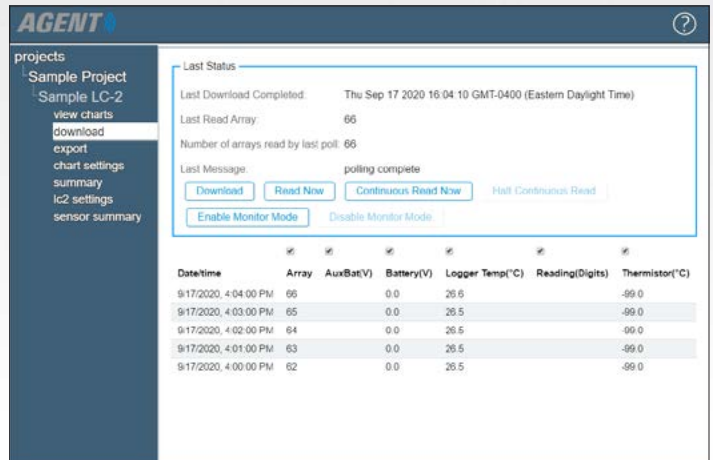 AGENT
?
projects
Sample Project
Sample LC-2
view charts
download
export
chart settings
summary
lc2 settings
sensor summary
Last Status
Last Download Completed: Thu Sep 17 2020 16:04:10 GMT-0400 (Eastern Daylight Time)
Last Read Array: 66
Number of arrays read by last poll: 66
Last Message: polling complete
Download Read Now Continuous Read Now Halt Continuous Read
Enable Monitor Mode Disable Monitor Mode
Date/time Array AuxBat(V) Battery(V) Logger Temp(°C) Reading(Digits) Thermistor(°C)
9/17/2020, 4:04:00 PM 66 0.0 26.6 -99.0
9/17/2020, 4:03:00 PM 65 0.0 26.5 -99.0
9/17/2020, 4:02:00 PM 64 0.0 26.5 -99.0
9/17/2020, 4:01:00 PM 63 0.0 26.5 -99.0
9/17/2020, 4:00:00 PM 62 0.0 26.5 -99.0